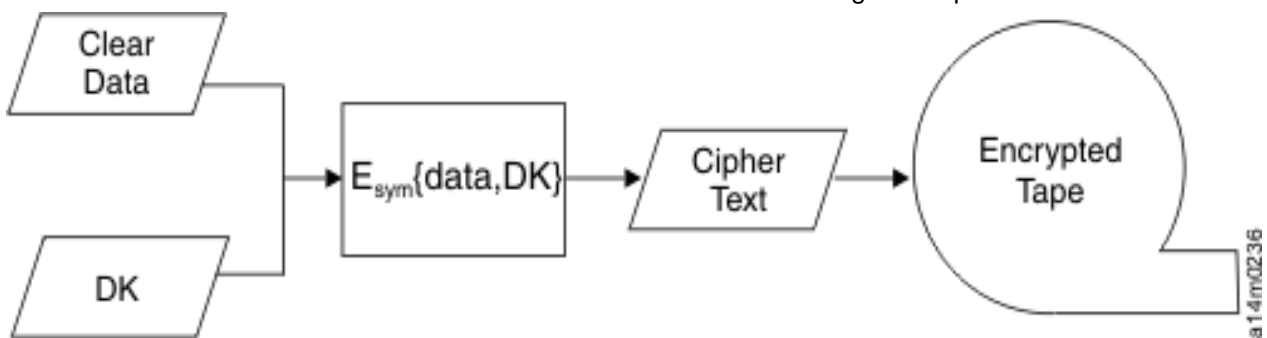 Clear
Data
DK
Esym{data,DK}
Cipher
Text
Encrypted
Tape
a14m0236